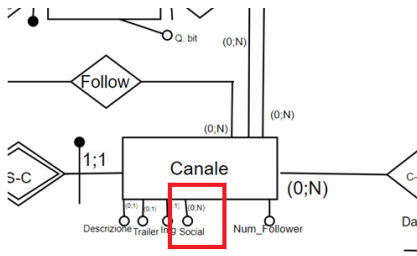 Q. bit
(0;N)
Follow
(0;N)
(0;N)
1;1
S-C
Canale
(0;N)
C-
(0;1)
(0;1)
;1)
(0;N)
Descrizione
Trailer
Img
Social
Num_Follower
Da